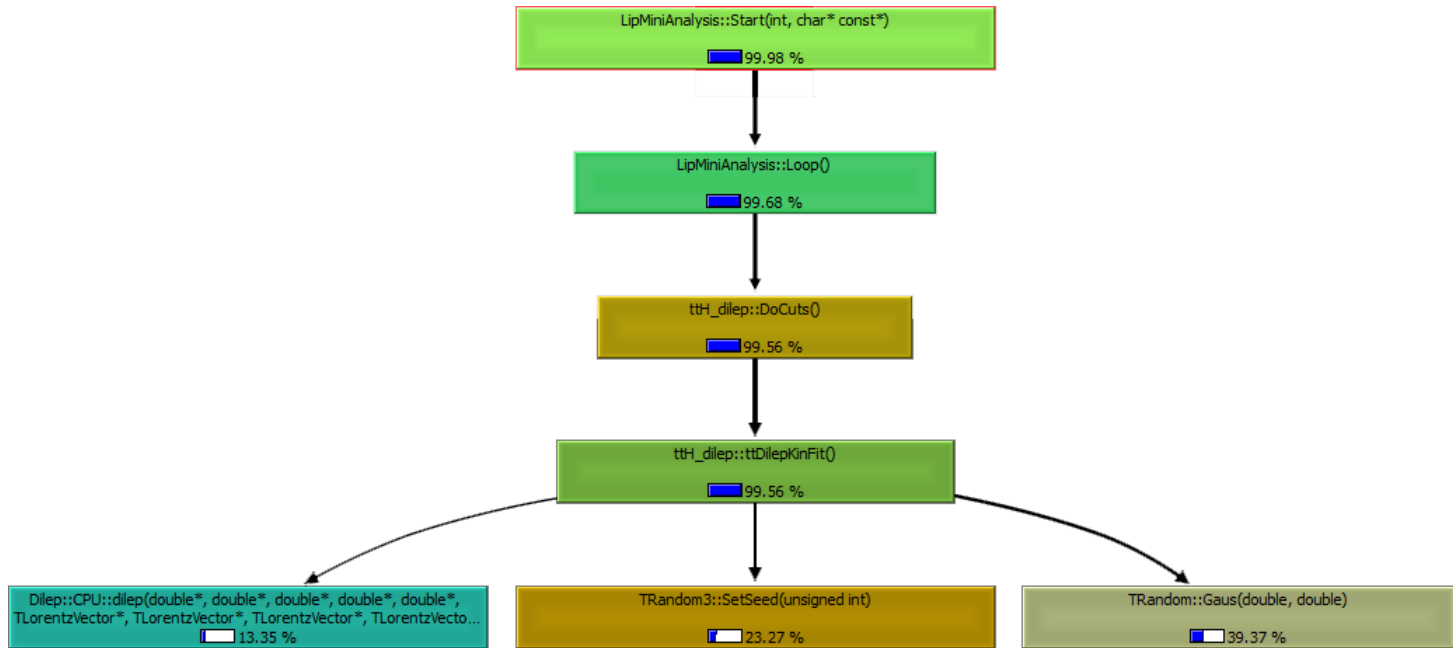 LipMiniAnalysis::Start(int, char* const*)
99.98 %
LipMiniAnalysis::Loop()
99.68 %
ttH_dilep::DoCuts()
99.56 %
ttH_dilep::ttDilepKinFit()
99.56 %
Dilep::CPU::dilep(double*, double*, double*, double*, double*,
TLorentzVector*, TLorentzVector*, TLorentzVector*, TLorentzVecto...
13.35 %
TRandom3::SetSeed(unsigned int)
23.27 %
TRandom::Gaus(double, double)
39.37 %